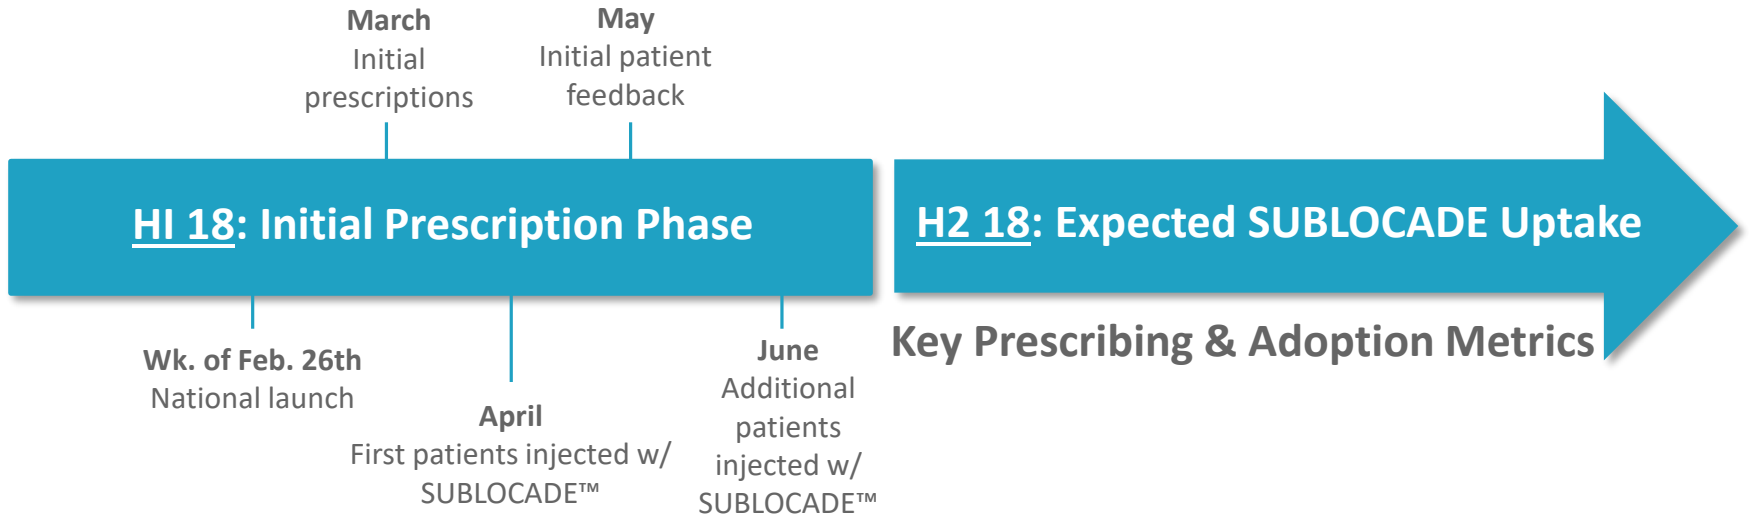 March
Initial
prescriptions
May
Initial patient
feedback
HI 18: Initial Prescription Phase
H2 18: Expected SUBLOCADE Uptake
Wk. of Feb. 26th
National launch
April
First patients injected w/
SUBLOCADE™
June
Additional
patients
injected w/
SUBLOCADE™
Key Prescribing & Adoption Metrics